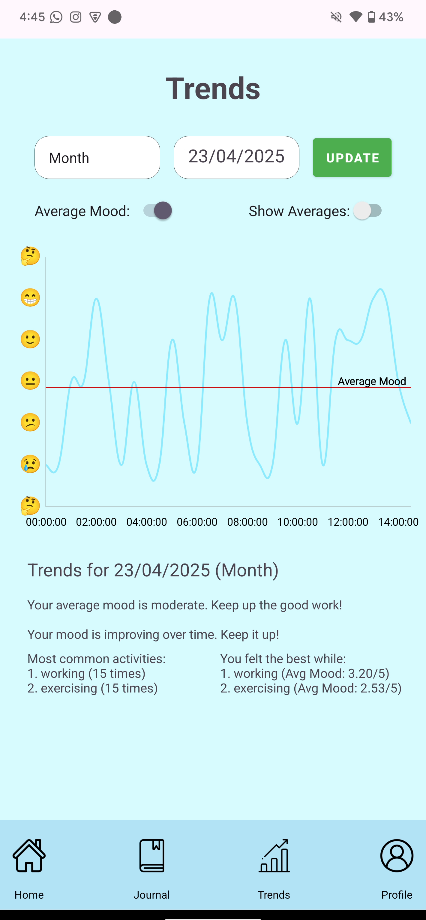 4:45 43%
Trends
Month 23/04/2025 UPDATE
Average Mood: Show Averages:
Average Mood
00:00:00 02:00:00 04:00:00 06:00:00 08:00:00 10:00:00 12:00:00 14:00:00
Trends for 23/04/2025 (Month)
Your average mood is moderate. Keep up the good work!
Your mood is improving over time. Keep it up!
Most common activities:
1. working (15 times)
2. exercising (15 times)
You felt the best while:
1. working (Avg Mood: 3.20/5)
2. exercising (Avg Mood: 2.53/5)
Home Journal Trends Profile